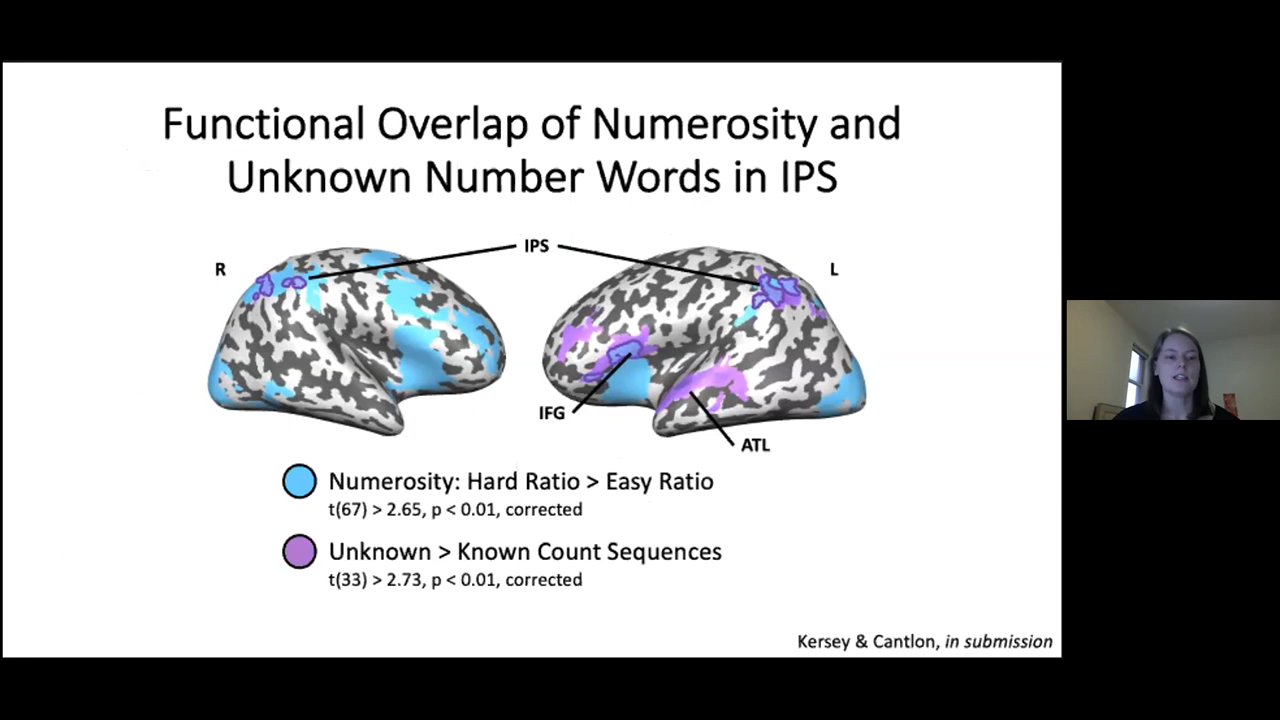 Functional Overlap of Numerosity and
Unknown Number Words in IPS
IPS
R
L
IFG
ATL
Numerosity: Hard Ratio > Easy Ratio
t(67) > 2.65, p < 0.01, corrected
Unknown > Known Count Sequences
t(33) > 2.73, p < 0.01, corrected
Kersey & Cantlon, in submission